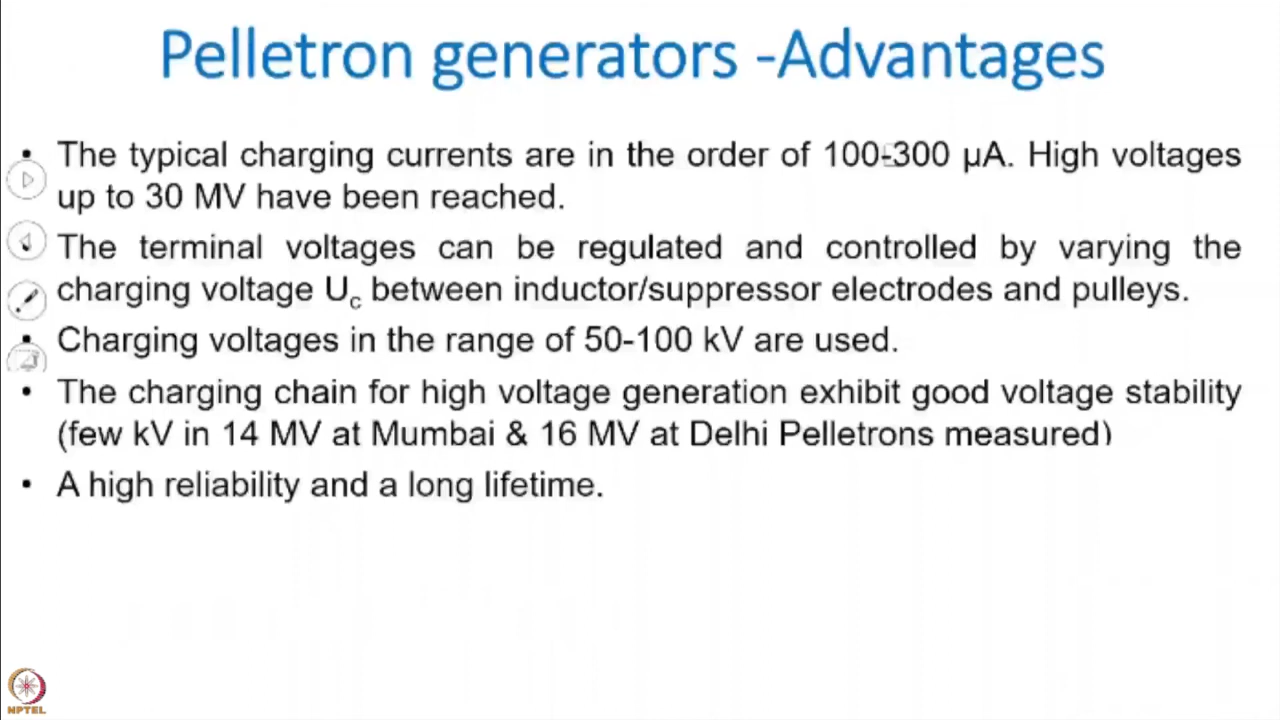 Pelletron generators -Advantages
• The typical charging currents are in the order of 100-300 µA. High voltages
up to 30 MV have been reached.
The terminal voltages can be regulated and controlled by varying the
charging voltage Uc between inductor/suppressor electrodes and pulleys.
• Charging voltages in the range of 50-100 kV are used.
• The charging chain for high voltage generation exhibit good voltage stability
(few kV in 14 MV at Mumbai & 16 MV at Delhi Pelletrons measured)
• A high reliability and a long lifetime.
NPTEL